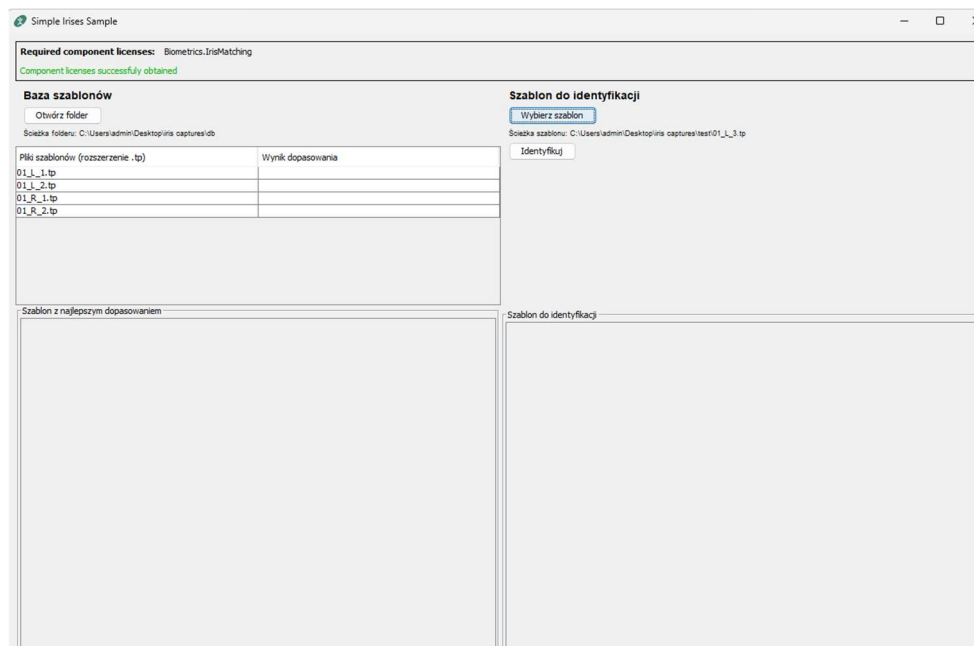 Simple Irises Sample
Required component licenses: Biometrics.IrisMatching
Component licenses successfuly obtained
Baza szablonów
Otwórz folder
Ścieżka folderu: C:\Users\admin\Desktop\iris captures\db
Pliki szablonów (rozszerzenie .tp) Wynik dopasowania
01_L_1.tp
01_L_2.tp
01_R_1.tp
01_R_2.tp
Szablon do identyfikacji
Wybierz szablon
Ścieżka szablonu: C:\Users\admin\Desktop\iris captures\test\01_L_3.tp
Identyfikuj
Szablon z najlepszym dopasowaniem
Szablon do identyfikacji